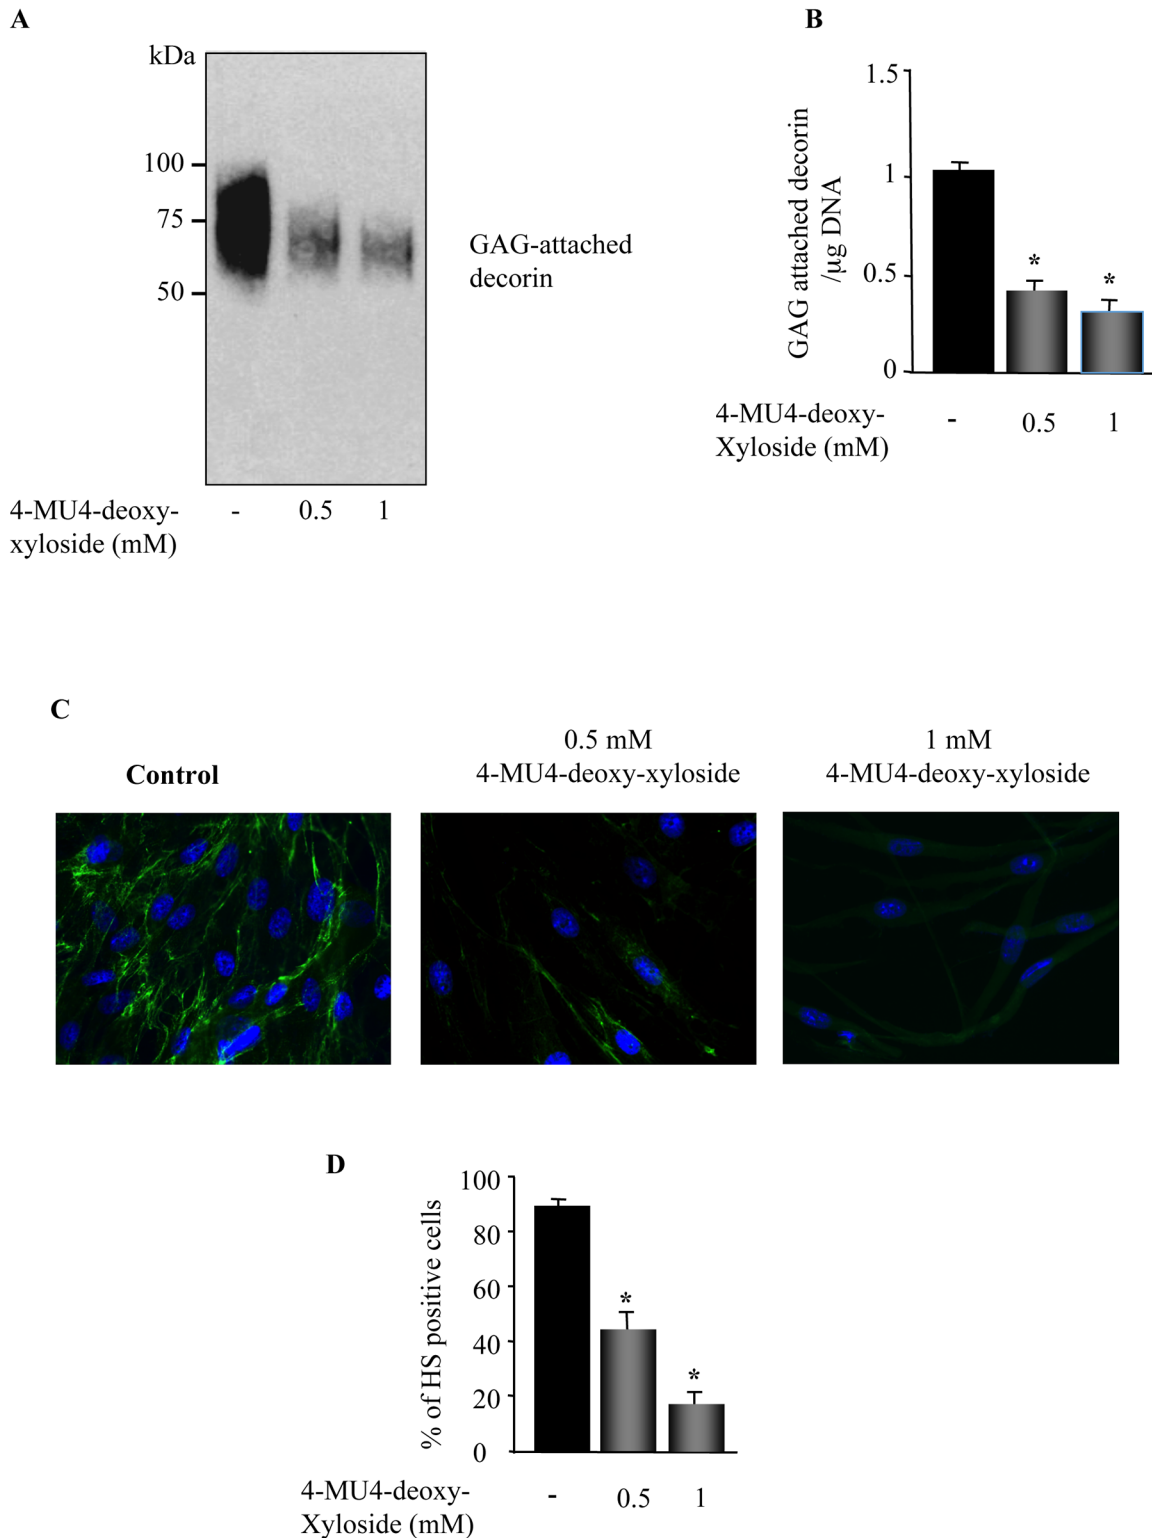 A
kDa
100
75
50
GAG-attached
decorin
4-MU4-deoxy-
xyloside (mM)
- 0.5 1
B
GAG attached decorin
/μg DNA
1.5
1
0.5
0
*
*
4-MU4-deoxy-
Xyloside (mM)
- 0.5 1
C
Control
0.5 mM
4-MU4-deoxy-xyloside
1 mM
4-MU4-deoxy-xyloside
D
% of HS positive cells
100
80
60
40
20
0
*
*
4-MU4-deoxy-
Xyloside (mM)
- 0.5 1